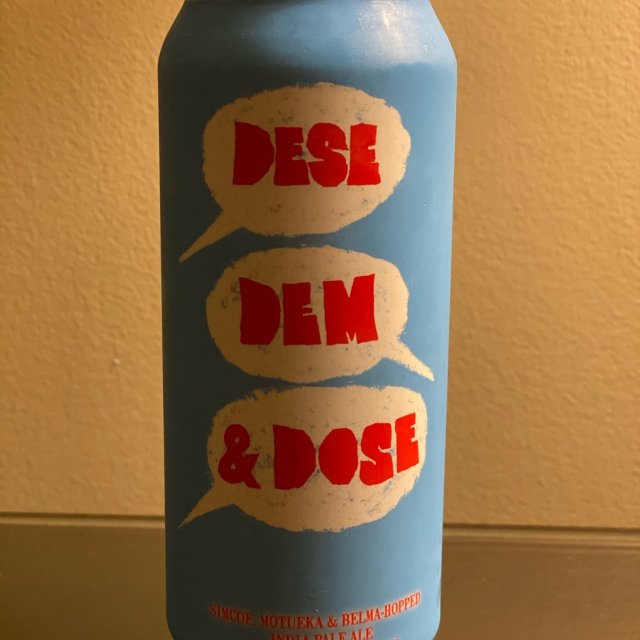 DESE
DEM
& DOSE
SIMCOE, MOTUEKA & BELMA-HOPPED
INDIA PALE ALE